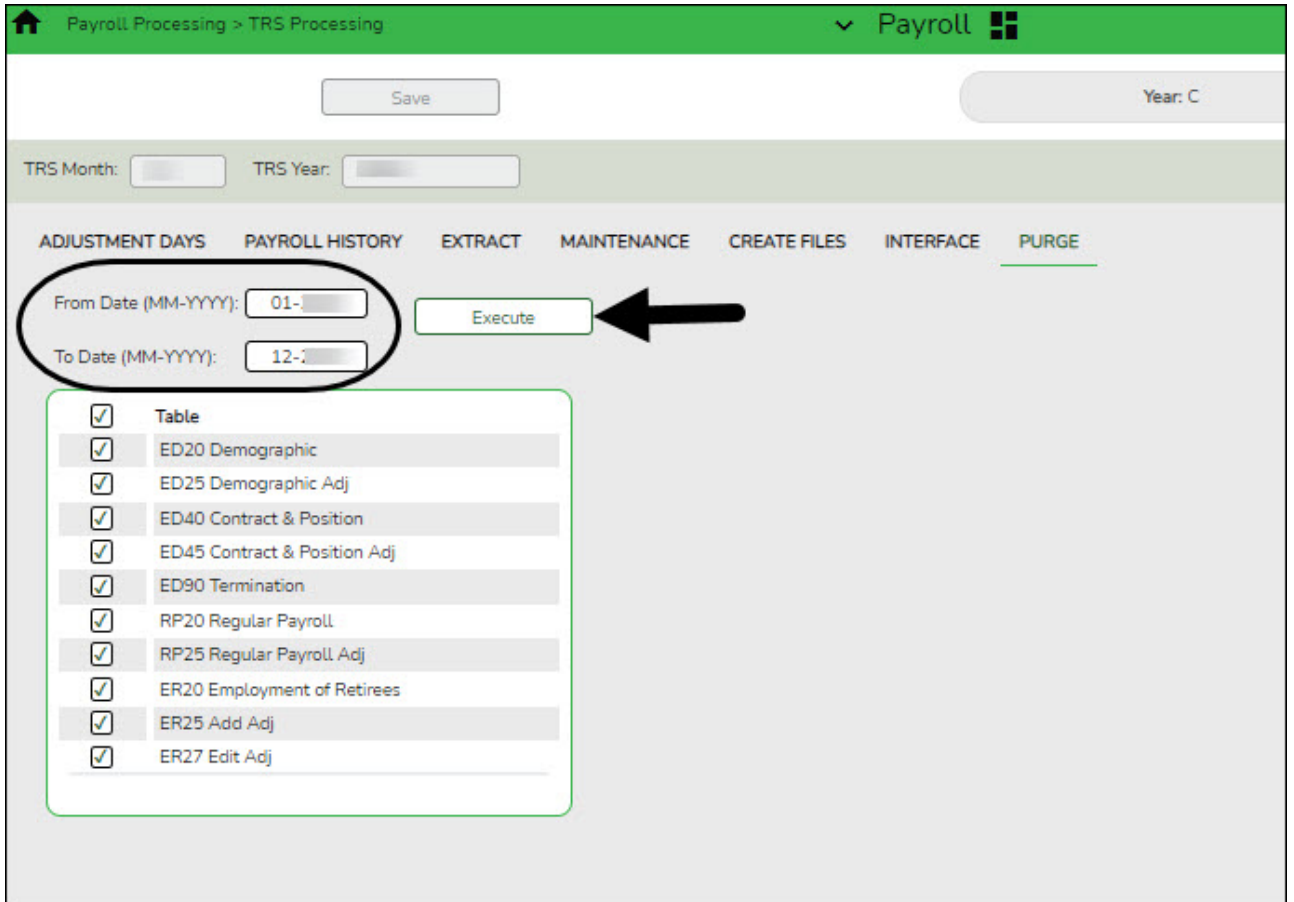 Payroll Processing > TRS Processing
Payroll
Save
Year: C
TRS Month:
TRS Year:
ADJUSTMENT DAYS PAYROLL HISTORY EXTRACT MAINTENANCE CREATE FILES INTERFACE PURGE
From Date (MM-YYYY): 01-
Execute
To Date (MM-YYYY): 12-
Table
ED20 Demographic
ED25 Demographic Adj
ED40 Contract & Position
ED45 Contract & Position Adj
ED90 Termination
RP20 Regular Payroll
RP25 Regular Payroll Adj
ER20 Employment of Retirees
ER25 Add Adj
ER27 Edit Adj